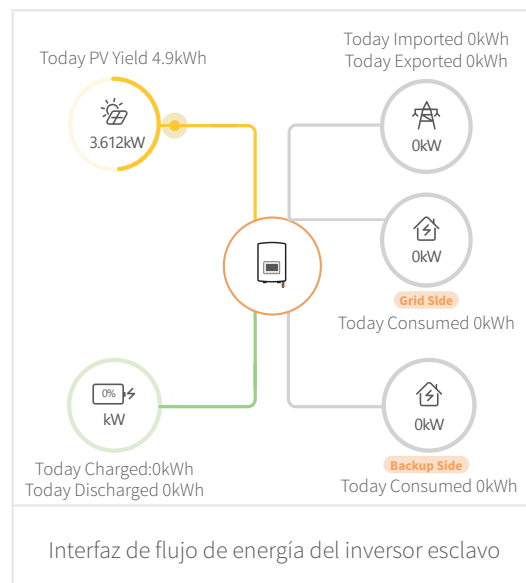 Today PV Yield 4.9kWh
3.612kW
Today Imported 0kWh
Today Exported 0kWh
0kW
0kW
Grid SIde
Today Consumed 0kWh
0%
kW
Today Charged:0kWh
Today Discharged 0kWh
0kW
Backup Side
Today Consumed 0kWh
Interfaz de flujo de energía del inversor esclavo